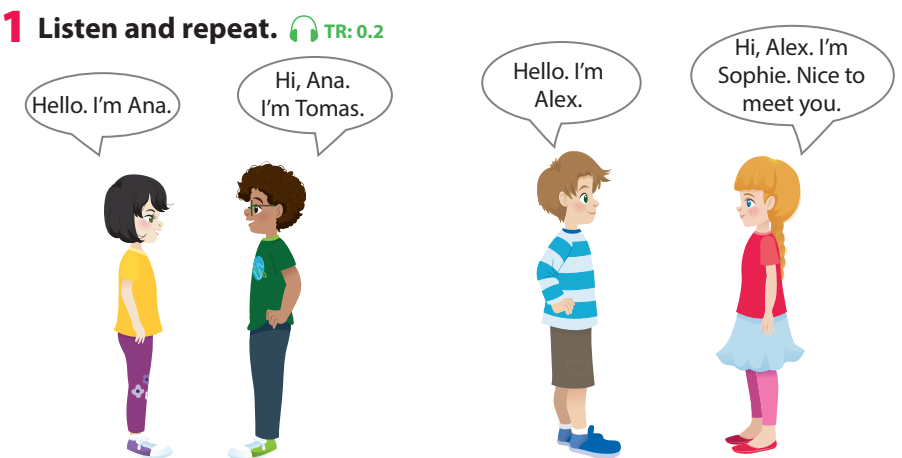 1 Listen and repeat. TR: 0.2
Hello. I'm Ana.
Hi, Ana.
I'm Tomas.
Hello. I'm
Alex.
Hi, Alex. I'm
Sophie. Nice to
meet you.